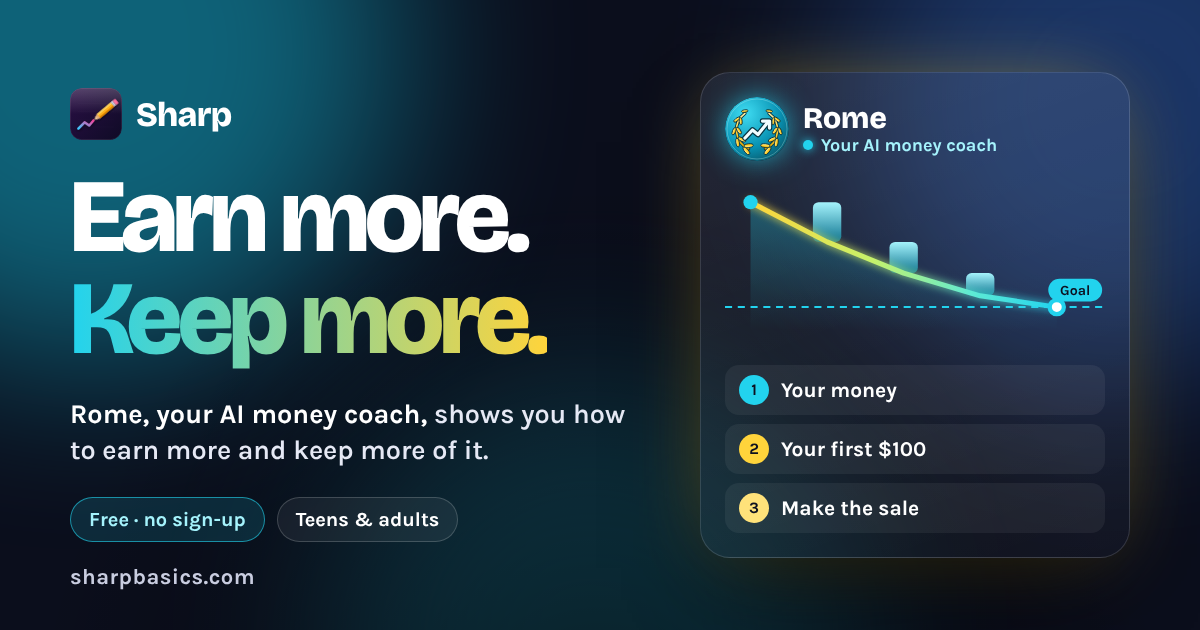 Sharp
Earn more.
Keep more.
Rome, your AI money coach, shows you how
to earn more and keep more of it.
Free · no sign-up
Teens & adults
sharpbasics.com
Rome
Your AI money coach
Goal
1 Your money
2 Your first $100
3 Make the sale